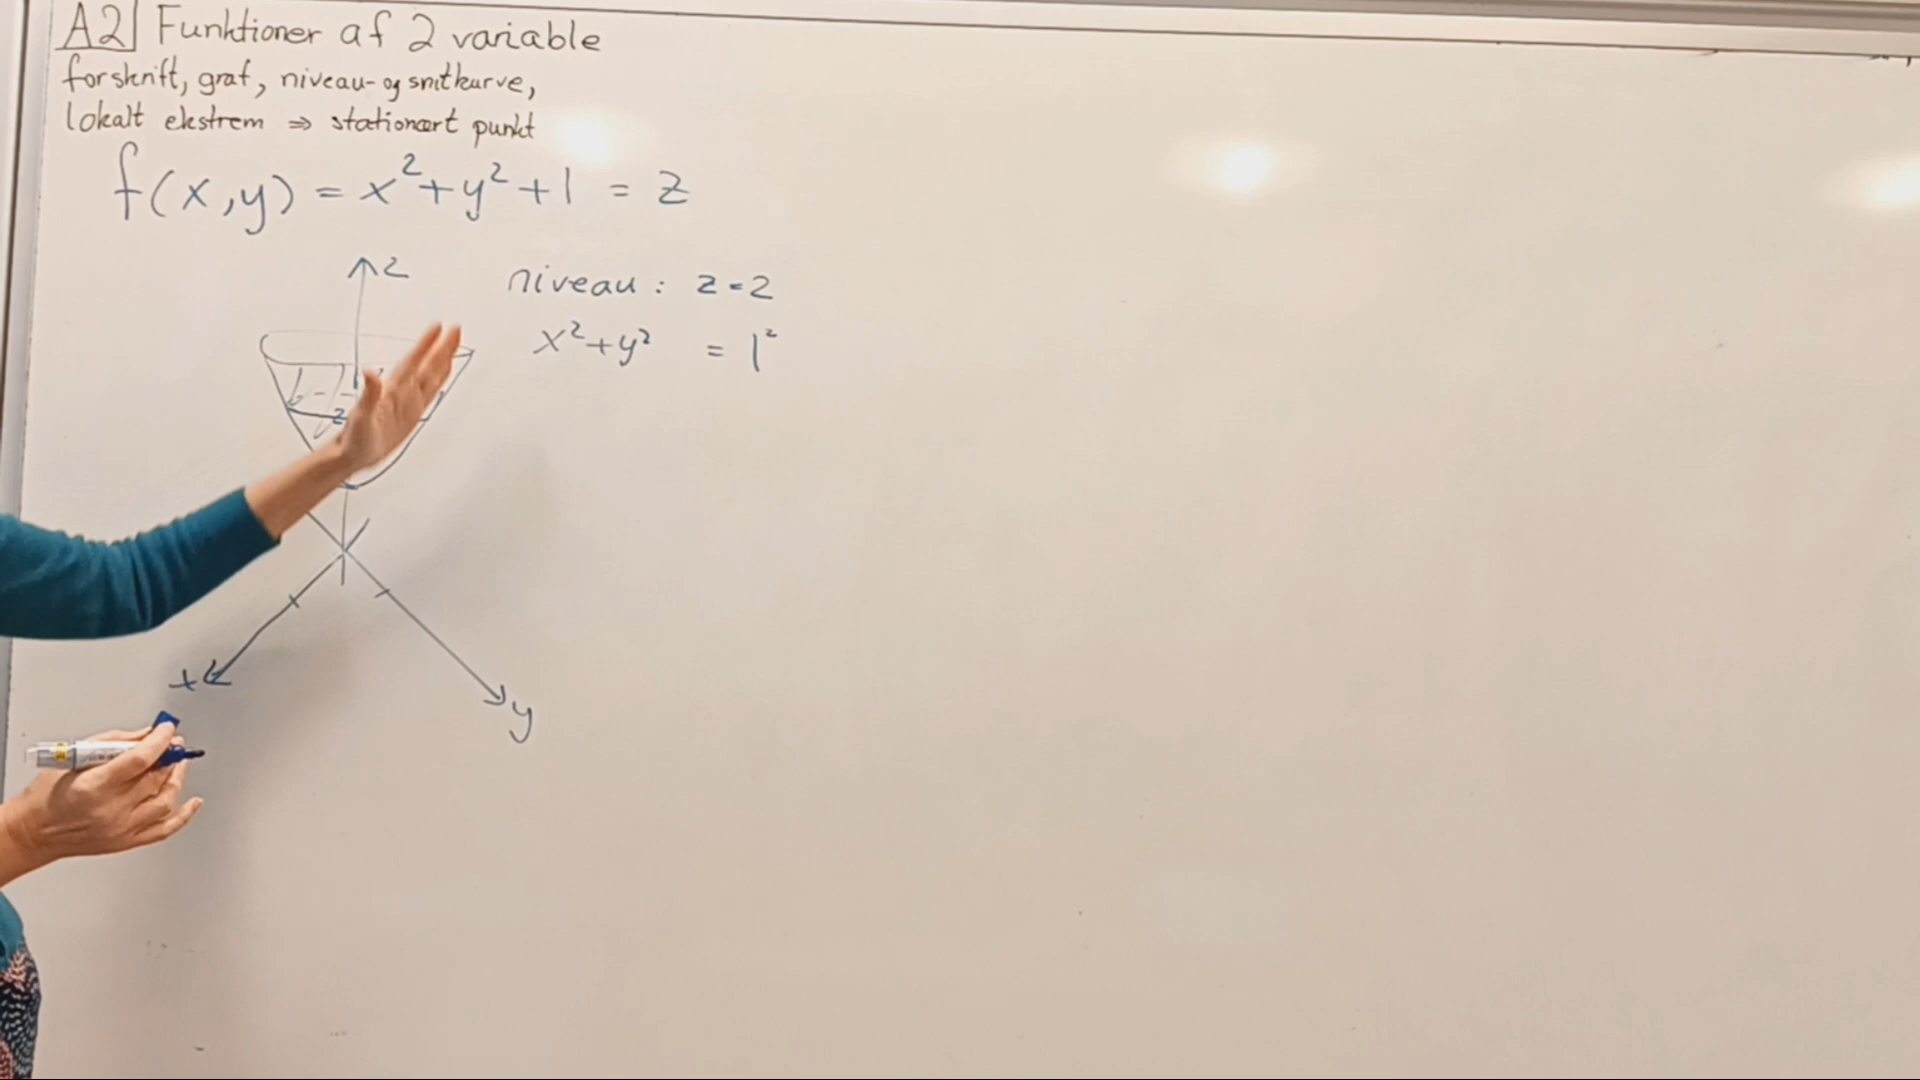 A2 Funktioner af 2 variable
forskrift, graf, niveau- og snitkurve,
lokalt ekstrem ⇒ stationært punkt
f(x,y) = x²+y²+1 = z
z
niveau: z=2
x²+y² = 1²
2
x
y